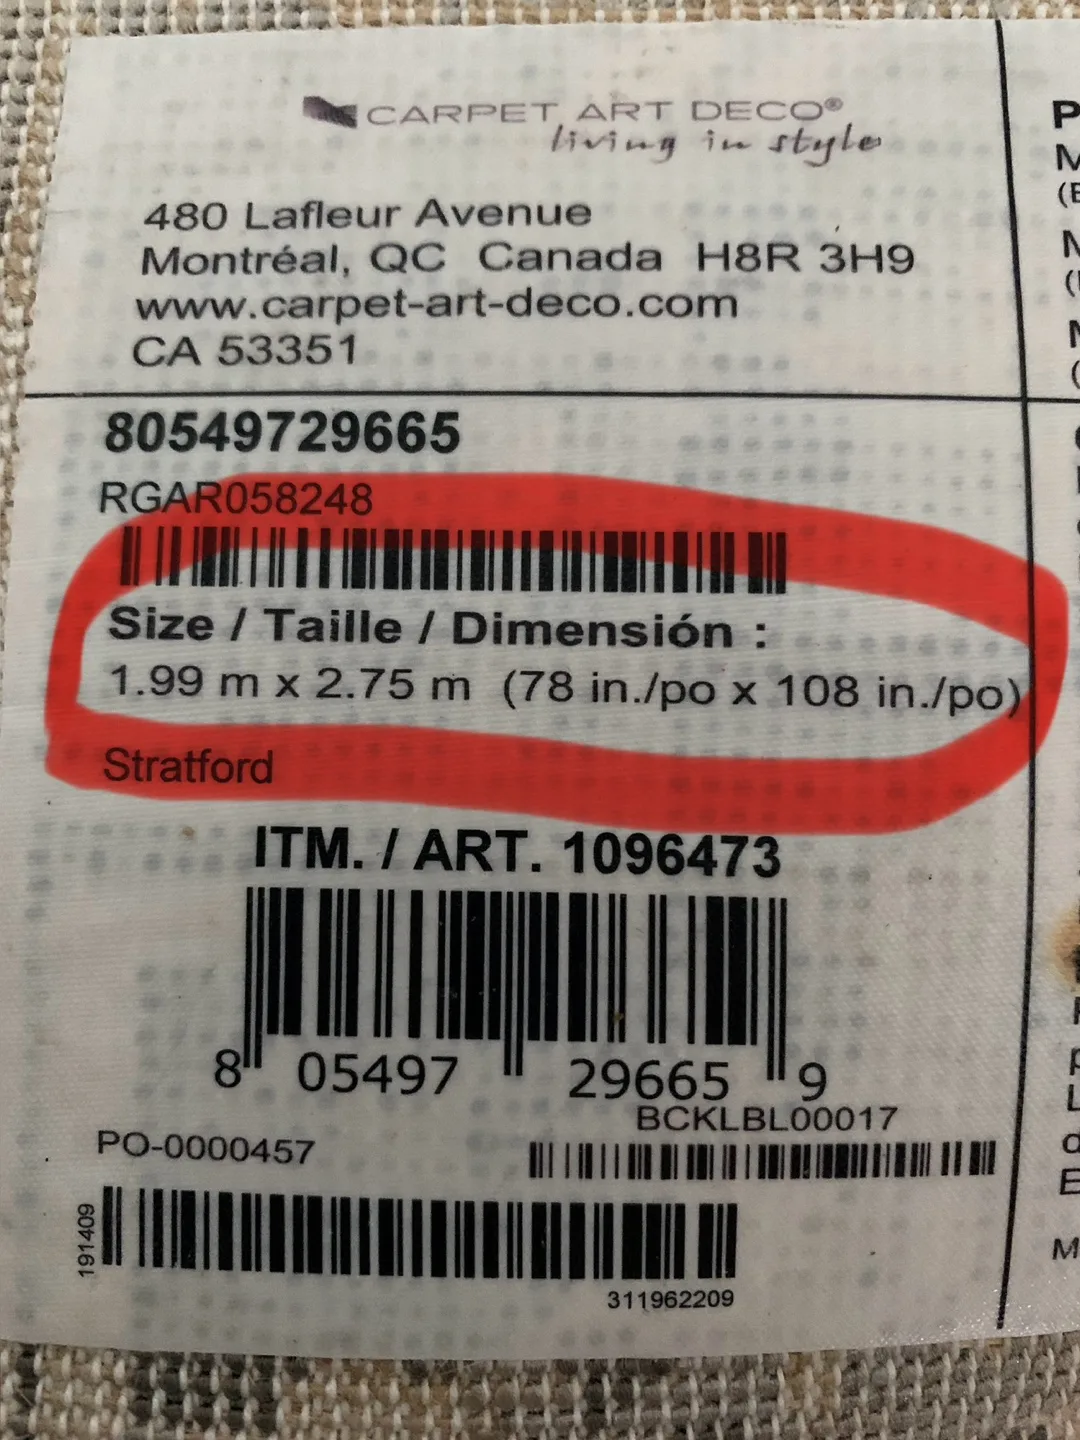 CARPET ART DECO®
living in style
480 Lafleur Avenue
Montréal, QC Canada H8R 3H9
www.carpet-art-deco.com
CA 53351
80549729665
RGAR058248
Size / Taille / Dimensión :
1.99 m x 2.75 m (78 in./po x 108 in./po)
Stratford
ITM. / ART. 1096473
8 05497 29665 9
BCKLBL00017
PO-0000457
191409
311962209